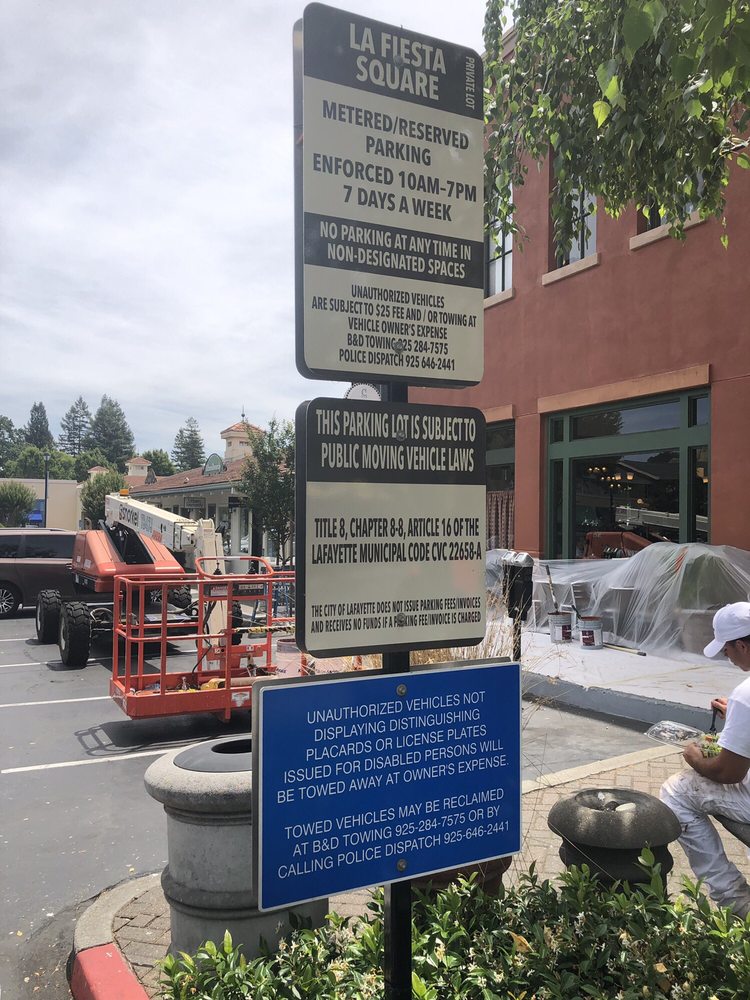 LA FIESTA
SQUARE
PRIVATE LOT
METERED/RESERVED
PARKING
ENFORCED 10AM-7PM
7 DAYS A WEEK
NO PARKING AT ANY TIME IN
NON-DESIGNATED SPACES
UNAUTHORIZED VEHICLES
ARE SUBJECT TO $25 FEE AND / OR TOWING AT
VEHICLE OWNER'S EXPENSE
B&D TOWING 925 284-7575
POLICE DISPATCH 925 646-2441
THIS PARKING LOT IS SUBJECT TO
PUBLIC MOVING VEHICLE LAWS
TITLE 8, CHAPTER 8-8, ARTICLE 16 OF THE
LAFAYETTE MUNICIPAL CODE CVC 22658-A
THE CITY OF LAFAYETTE DOES NOT ISSUE PARKING FEES/INVOICES
AND RECEIVES NO FUNDS IF A PARKING FEE/INVOICE IS CHARGED
UNAUTHORIZED VEHICLES NOT
DISPLAYING DISTINGUISHING
PLACARDS OR LICENSE PLATES
ISSUED FOR DISABLED PERSONS WILL
BE TOWED AWAY AT OWNER'S EXPENSE.
TOWED VEHICLES MAY BE RECLAIMED
AT B&D TOWING 925-284-7575 OR BY
CALLING POLICE DISPATCH 925-646-2441
Snorkel